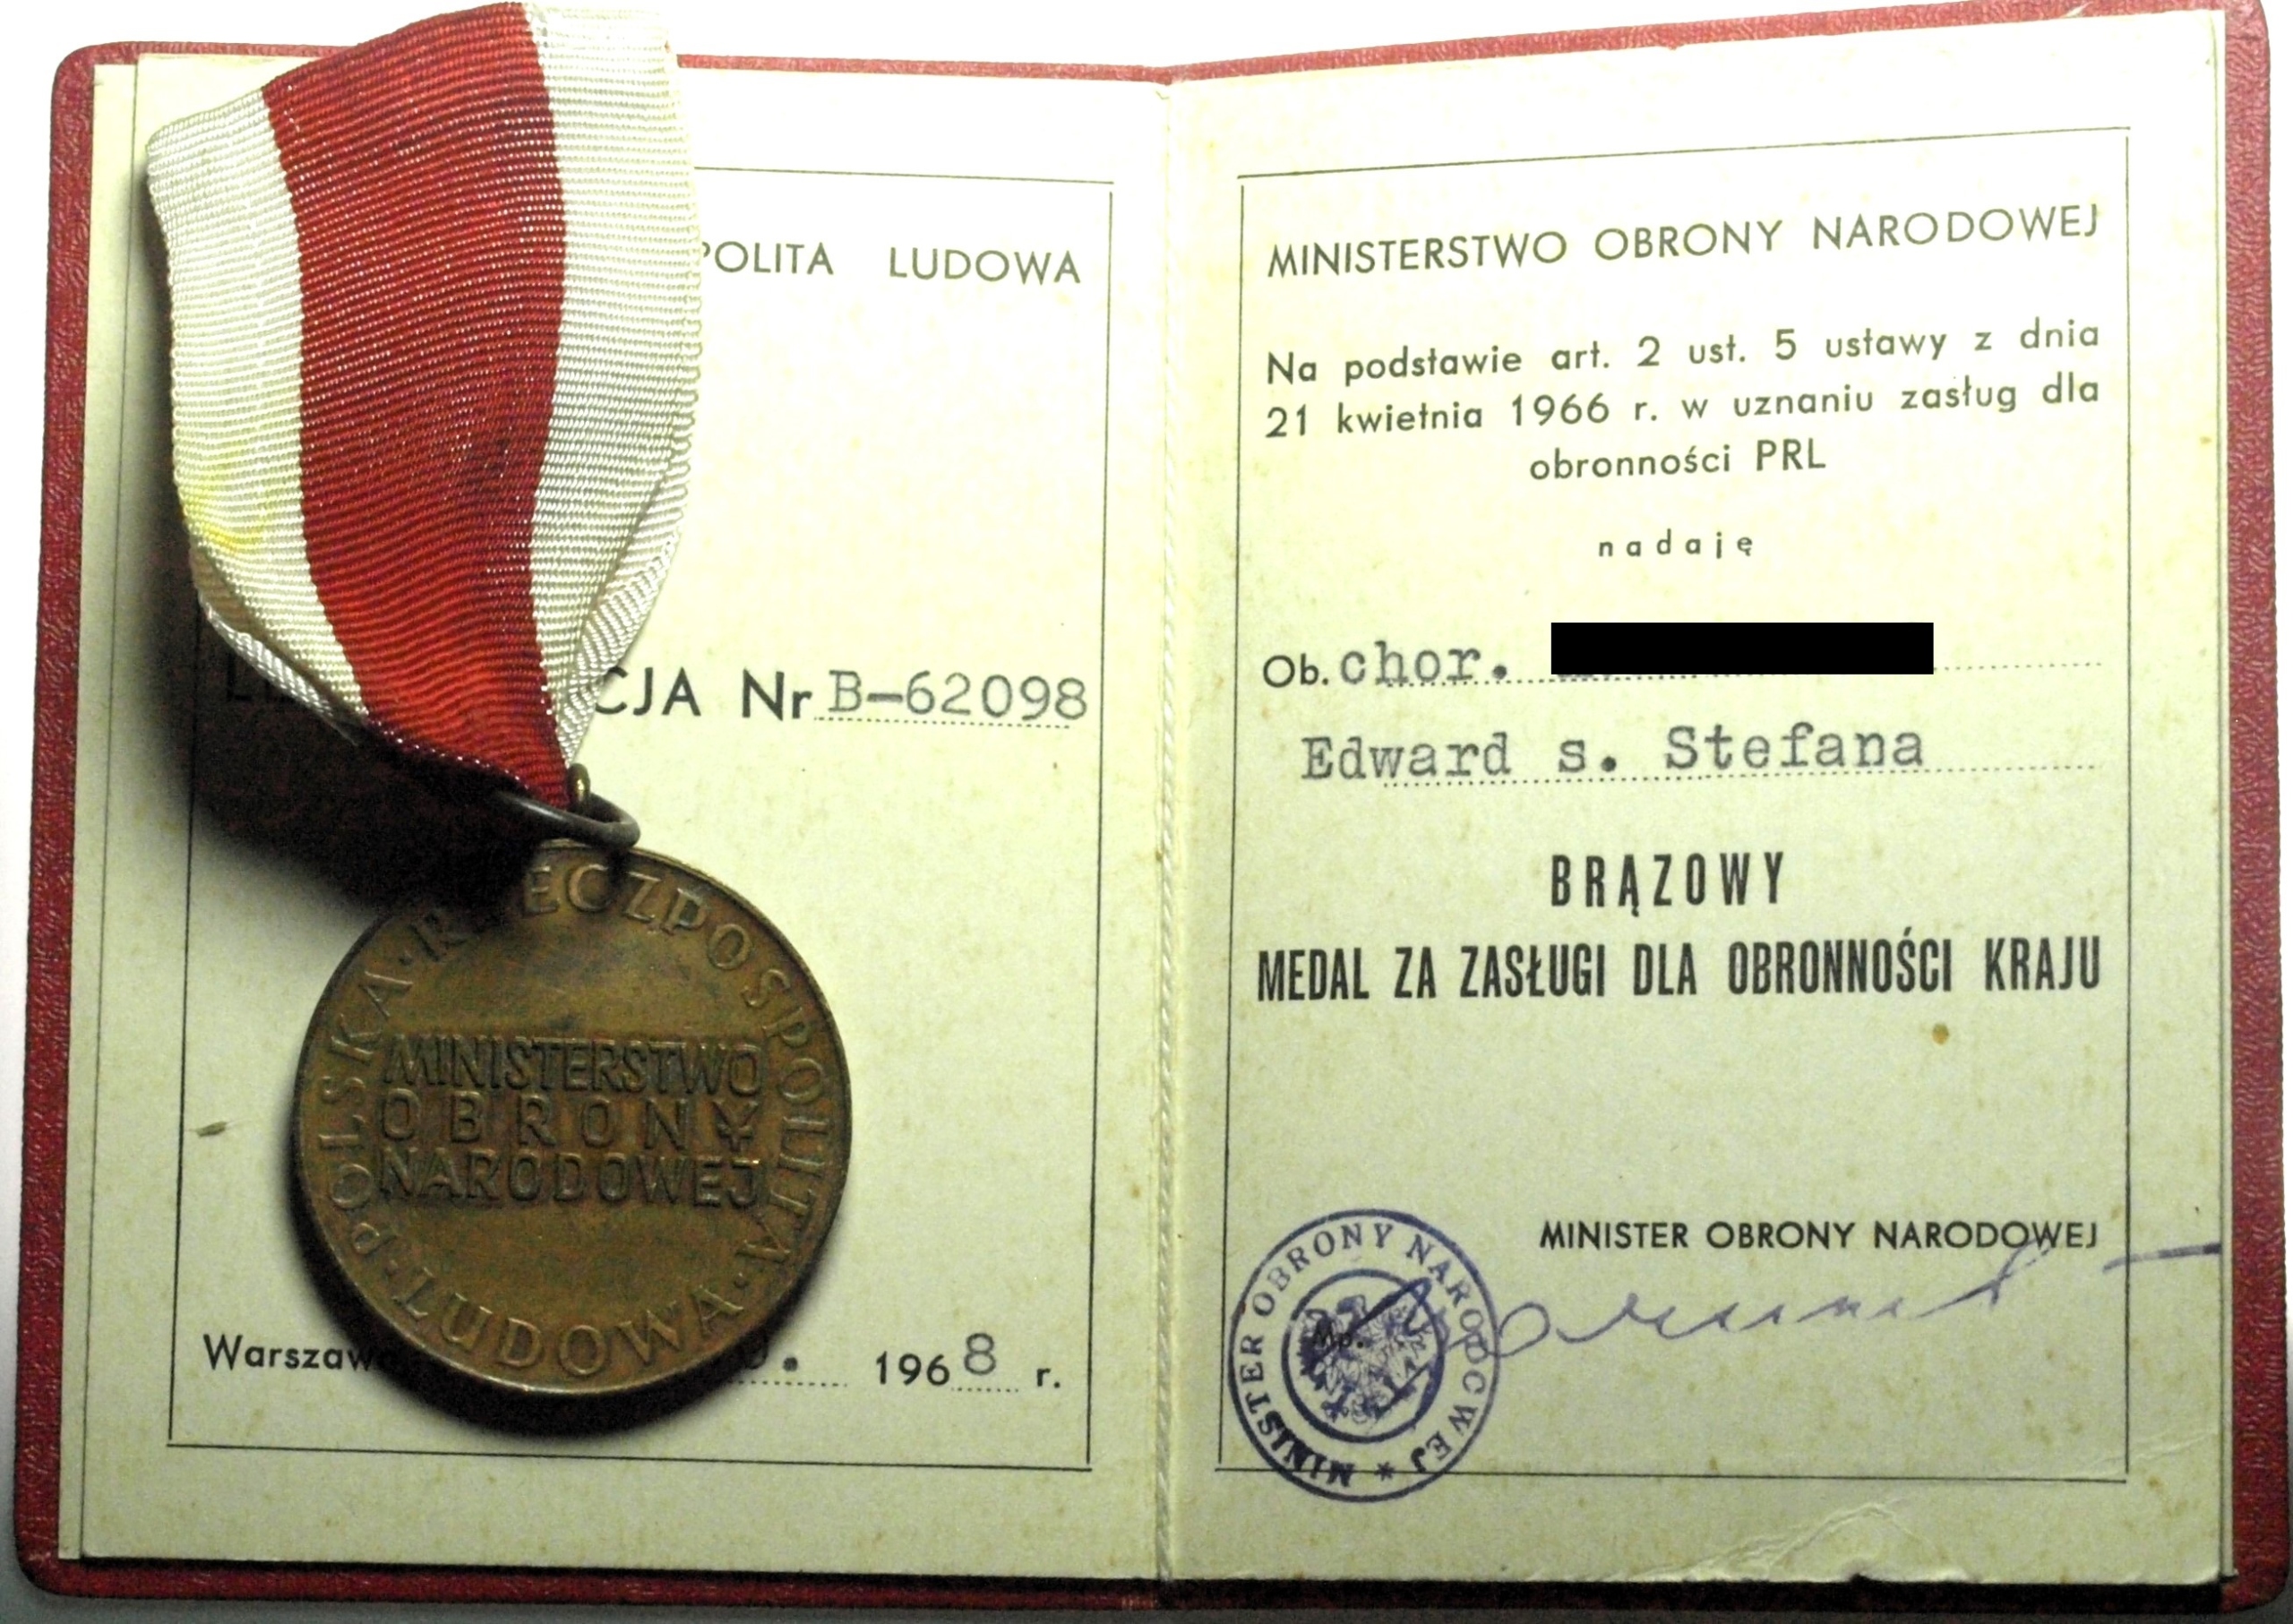 POLITA LUDOWA
CJA Nr B-62098
POLSKA · RZECZPOSPOLITA · LUDOWA ·
MINISTERSTWO
OBRONY
NARODOWEJ
Warszawa 1968 r.
MINISTERSTWO OBRONY NARODOWEJ
Na podstawie art. 2 ust. 5 ustawy z dnia
21 kwietnia 1966 r. w uznaniu zasług dla
obronności PRL
nadaję
Ob. chor.
Edward s. Stefana
BRĄZOWY
MEDAL ZA ZASŁUGI DLA OBRONNOŚCI KRAJU
MINISTER OBRONY NARODOWEJ
Mp.
MINISTER OBRONY NARODOWEJ *